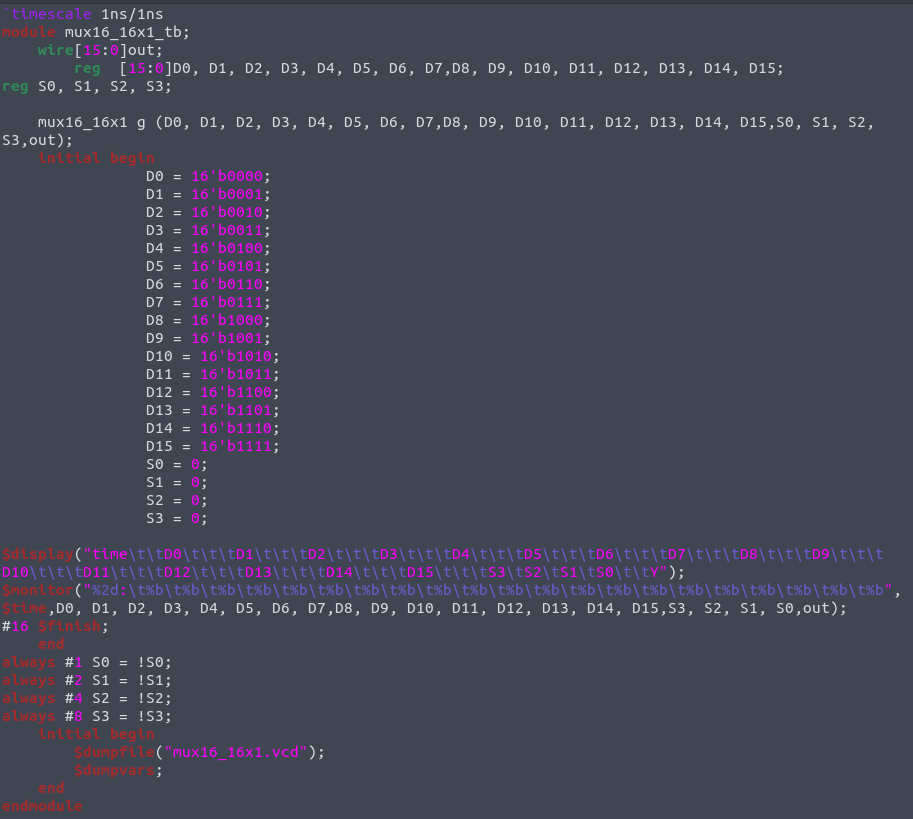 `timescale 1ns/1ns
module mux16_16x1_tb;
    wire[15:0]out;
        reg  [15:0]D0, D1, D2, D3, D4, D5, D6, D7,D8, D9, D10, D11, D12, D13, D14, D15;
reg S0, S1, S2, S3;

    mux16_16x1 g (D0, D1, D2, D3, D4, D5, D6, D7,D8, D9, D10, D11, D12, D13, D14, D15,S0, S1, S2,
S3,out);
    initial begin
                D0 = 16'b0000;
                D1 = 16'b0001;
                D2 = 16'b0010;
                D3 = 16'b0011;
                D4 = 16'b0100;
                D5 = 16'b0101;
                D6 = 16'b0110;
                D7 = 16'b0111;
                D8 = 16'b1000;
                D9 = 16'b1001;
                D10 = 16'b1010;
                D11 = 16'b1011;
                D12 = 16'b1100;
                D13 = 16'b1101;
                D14 = 16'b1110;
                D15 = 16'b1111;
                S0 = 0;
                S1 = 0;
                S2 = 0;
                S3 = 0;

$display("time\t\tD0\t\t\tD1\t\t\tD2\t\t\tD3\t\t\tD4\t\t\tD5\t\t\tD6\t\t\tD7\t\t\tD8\t\t\tD9\t\t\t
D10\t\t\tD11\t\t\tD12\t\t\tD13\t\t\tD14\t\t\tD15\t\t\tS3\tS2\tS1\tS0\t\tY");
$monitor("%2d:\t%b\t%b\t%b\t%b\t%b\t%b\t%b\t%b\t%b\t%b\t%b\t%b\t%b\t%b\t%b\t%b\t%b\t%b\t%b\t%b\t%b",
$time,D0, D1, D2, D3, D4, D5, D6, D7,D8, D9, D10, D11, D12, D13, D14, D15,S3, S2, S1, S0,out);
#16 $finish;
    end
always #1 S0 = !S0;
always #2 S1 = !S1;
always #4 S2 = !S2;
always #8 S3 = !S3;
    initial begin
        $dumpfile("mux16_16x1.vcd");
        $dumpvars;
    end
endmodule